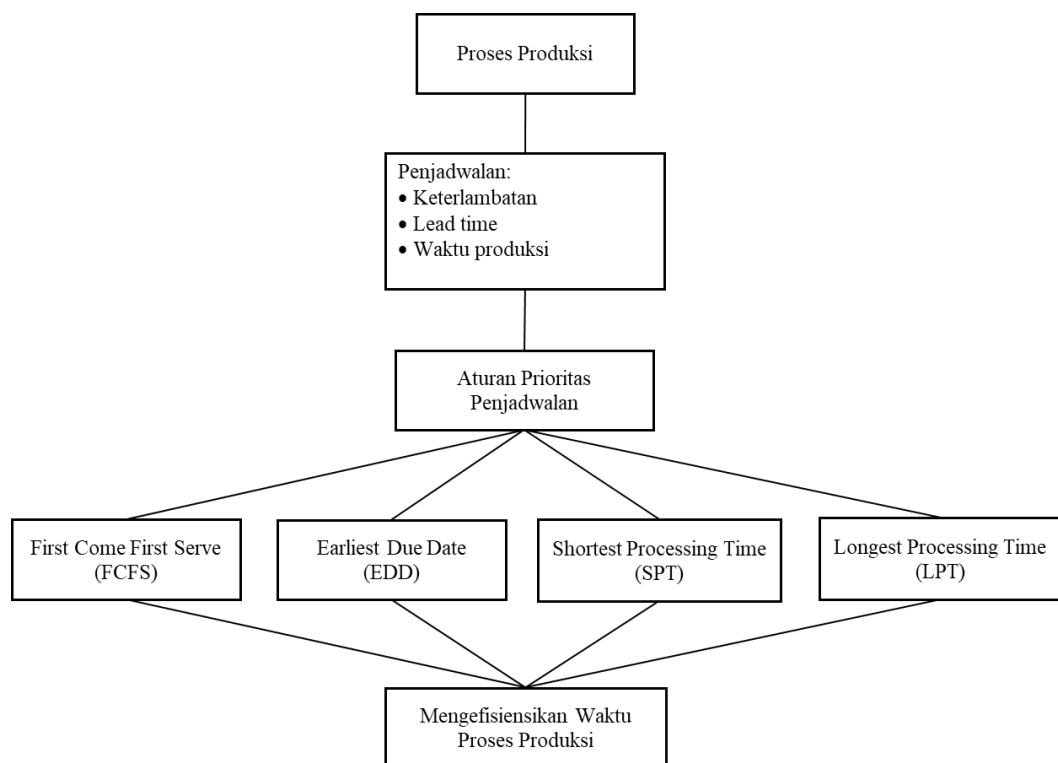 Proses Produksi
Penjadwalan:
• Keterlambatan
• Lead time
• Waktu produksi
Aturan Prioritas
Penjadwalan
First Come First Serve
(FCFS)
Earliest Due Date
(EDD)
Shortest Processing Time
(SPT)
Longest Processing Time
(LPT)
Mengefisiensikan Waktu
Proses Produksi